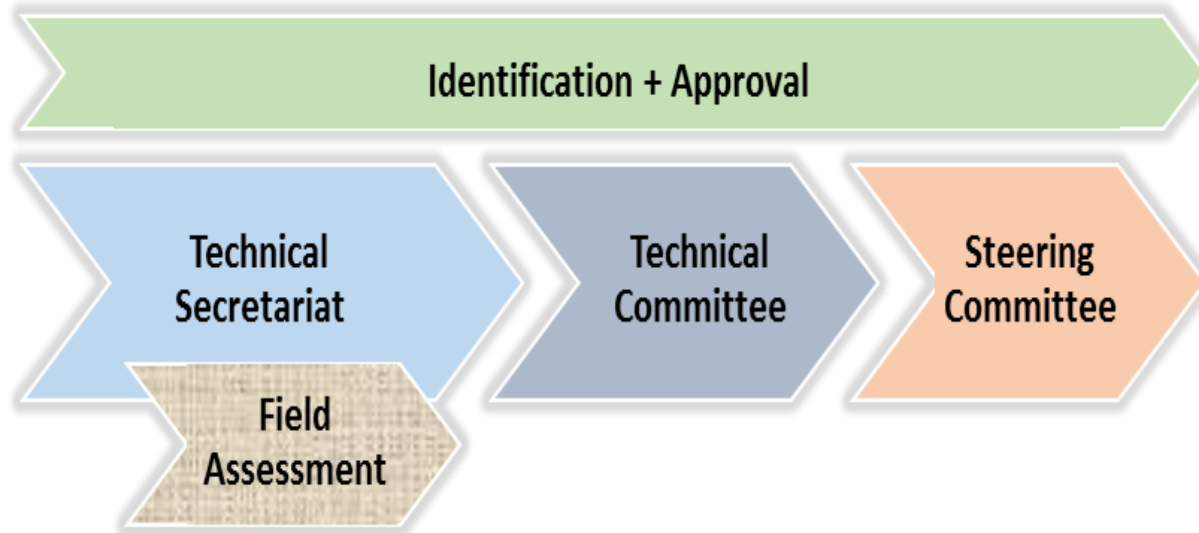 Identification + Approval
Technical
Secretariat
Technical
Committee
Steering
Committee
Field
Assessment